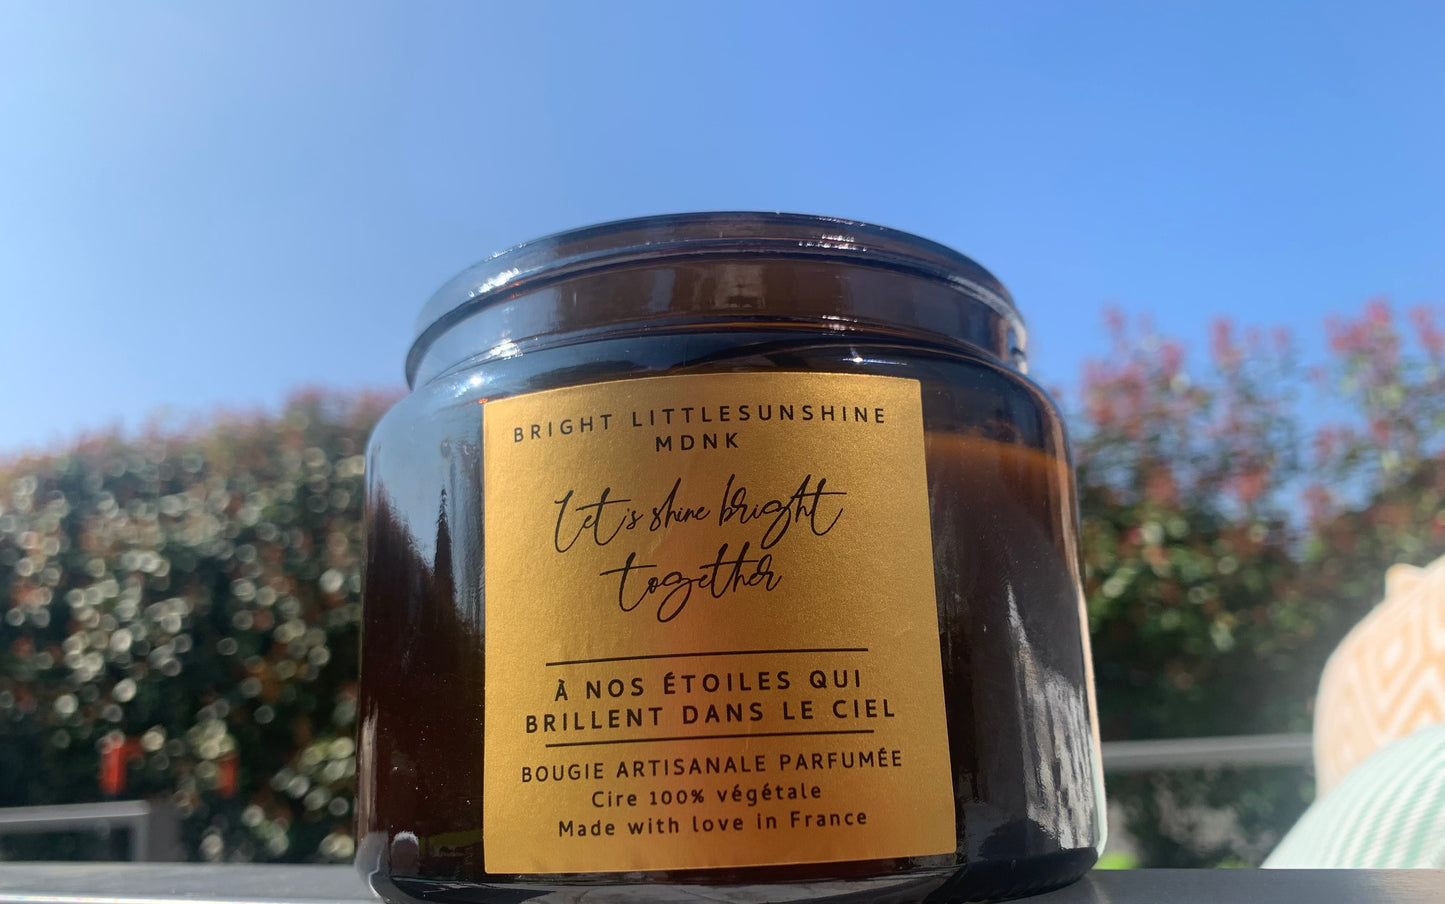 BRIGHT LITTLESUNSHINE
MDNK
Let's shine bright
together
À NOS ÉTOILES QUI
BRILLENT DANS LE CIEL
BOUGIE ARTISANALE PARFUMÉE
Cire 100% végétale
Made with love in France